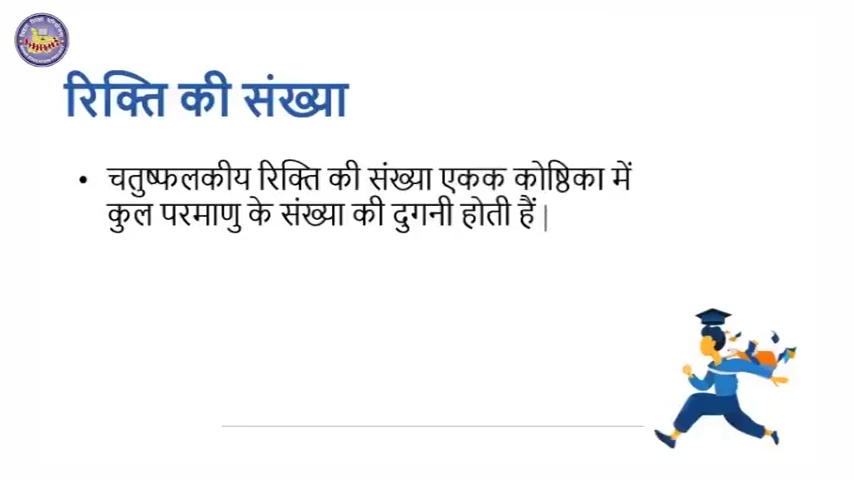 रिक्ति की संख्या
• चतुष्फलकीय रिक्ति की संख्या एकक कोष्ठिका में
कुल परमाणु के संख्या की दुगनी होती हैं |